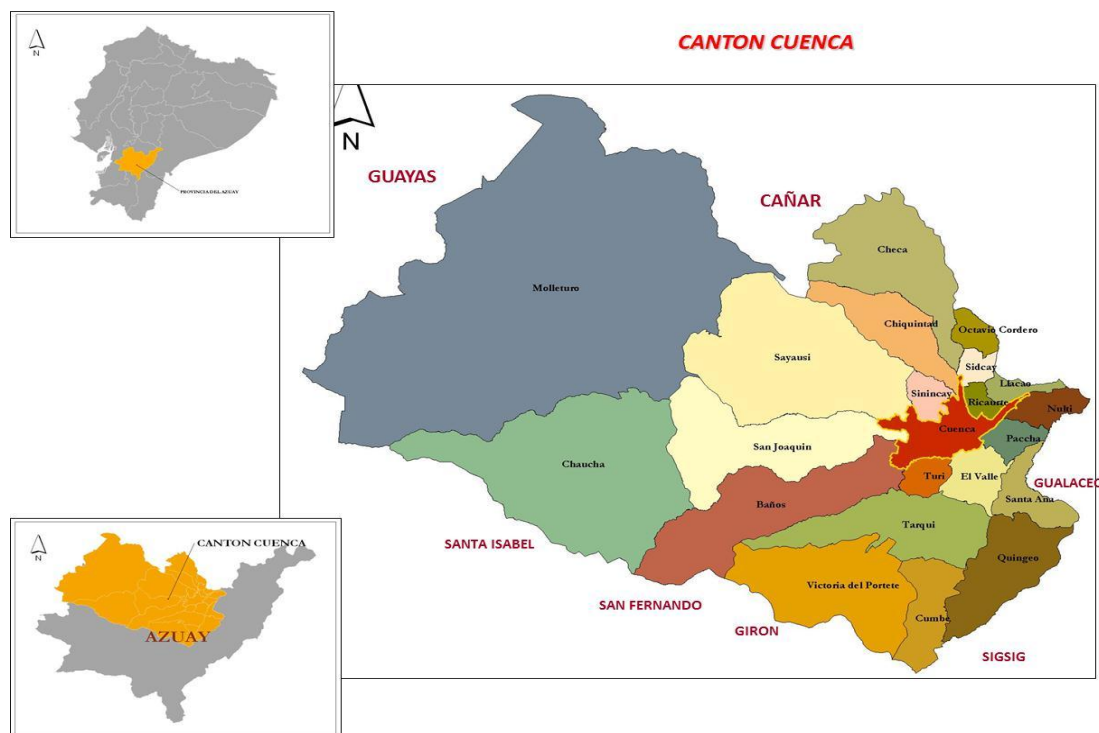 CANTON CUENCA
N
PROVINCIA DEL AZUAY
N
GUAYAS
CAÑAR
Checa
Molleturo
Chiquintad
Octavio Cordero
Sayausi
Sidcay
Llacao
Sinincay
Ricaurte
Nolti
Cuenca
Paccha
San Joaquin
Chaucha
Turi
El Valle
GUALACEO
Santa Ana
Baños
Tarqui
SANTA ISABEL
Quingeo
Victoria del Portete
SAN FERNANDO
Cumbe
GIRON
SIGSIG
N
CANTON CUENCA
AZUAY